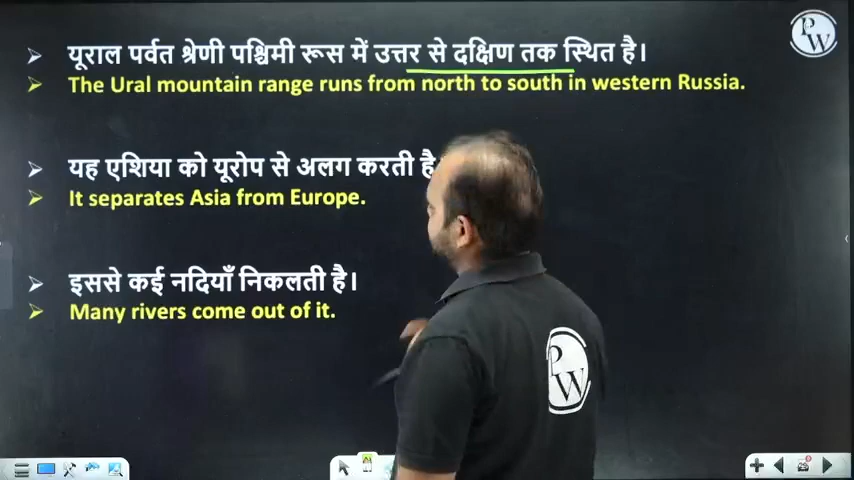 यूराल पर्वत श्रेणी पश्चिमी रूस में उत्तर से दक्षिण तक स्थित है।
The Ural mountain range runs from north to south in western Russia.
यह एशिया को यूरोप से अलग करती है
It separates Asia from Europe.
इससे कई नदियाँ निकलती है।
Many rivers come out of it.
PW
PW